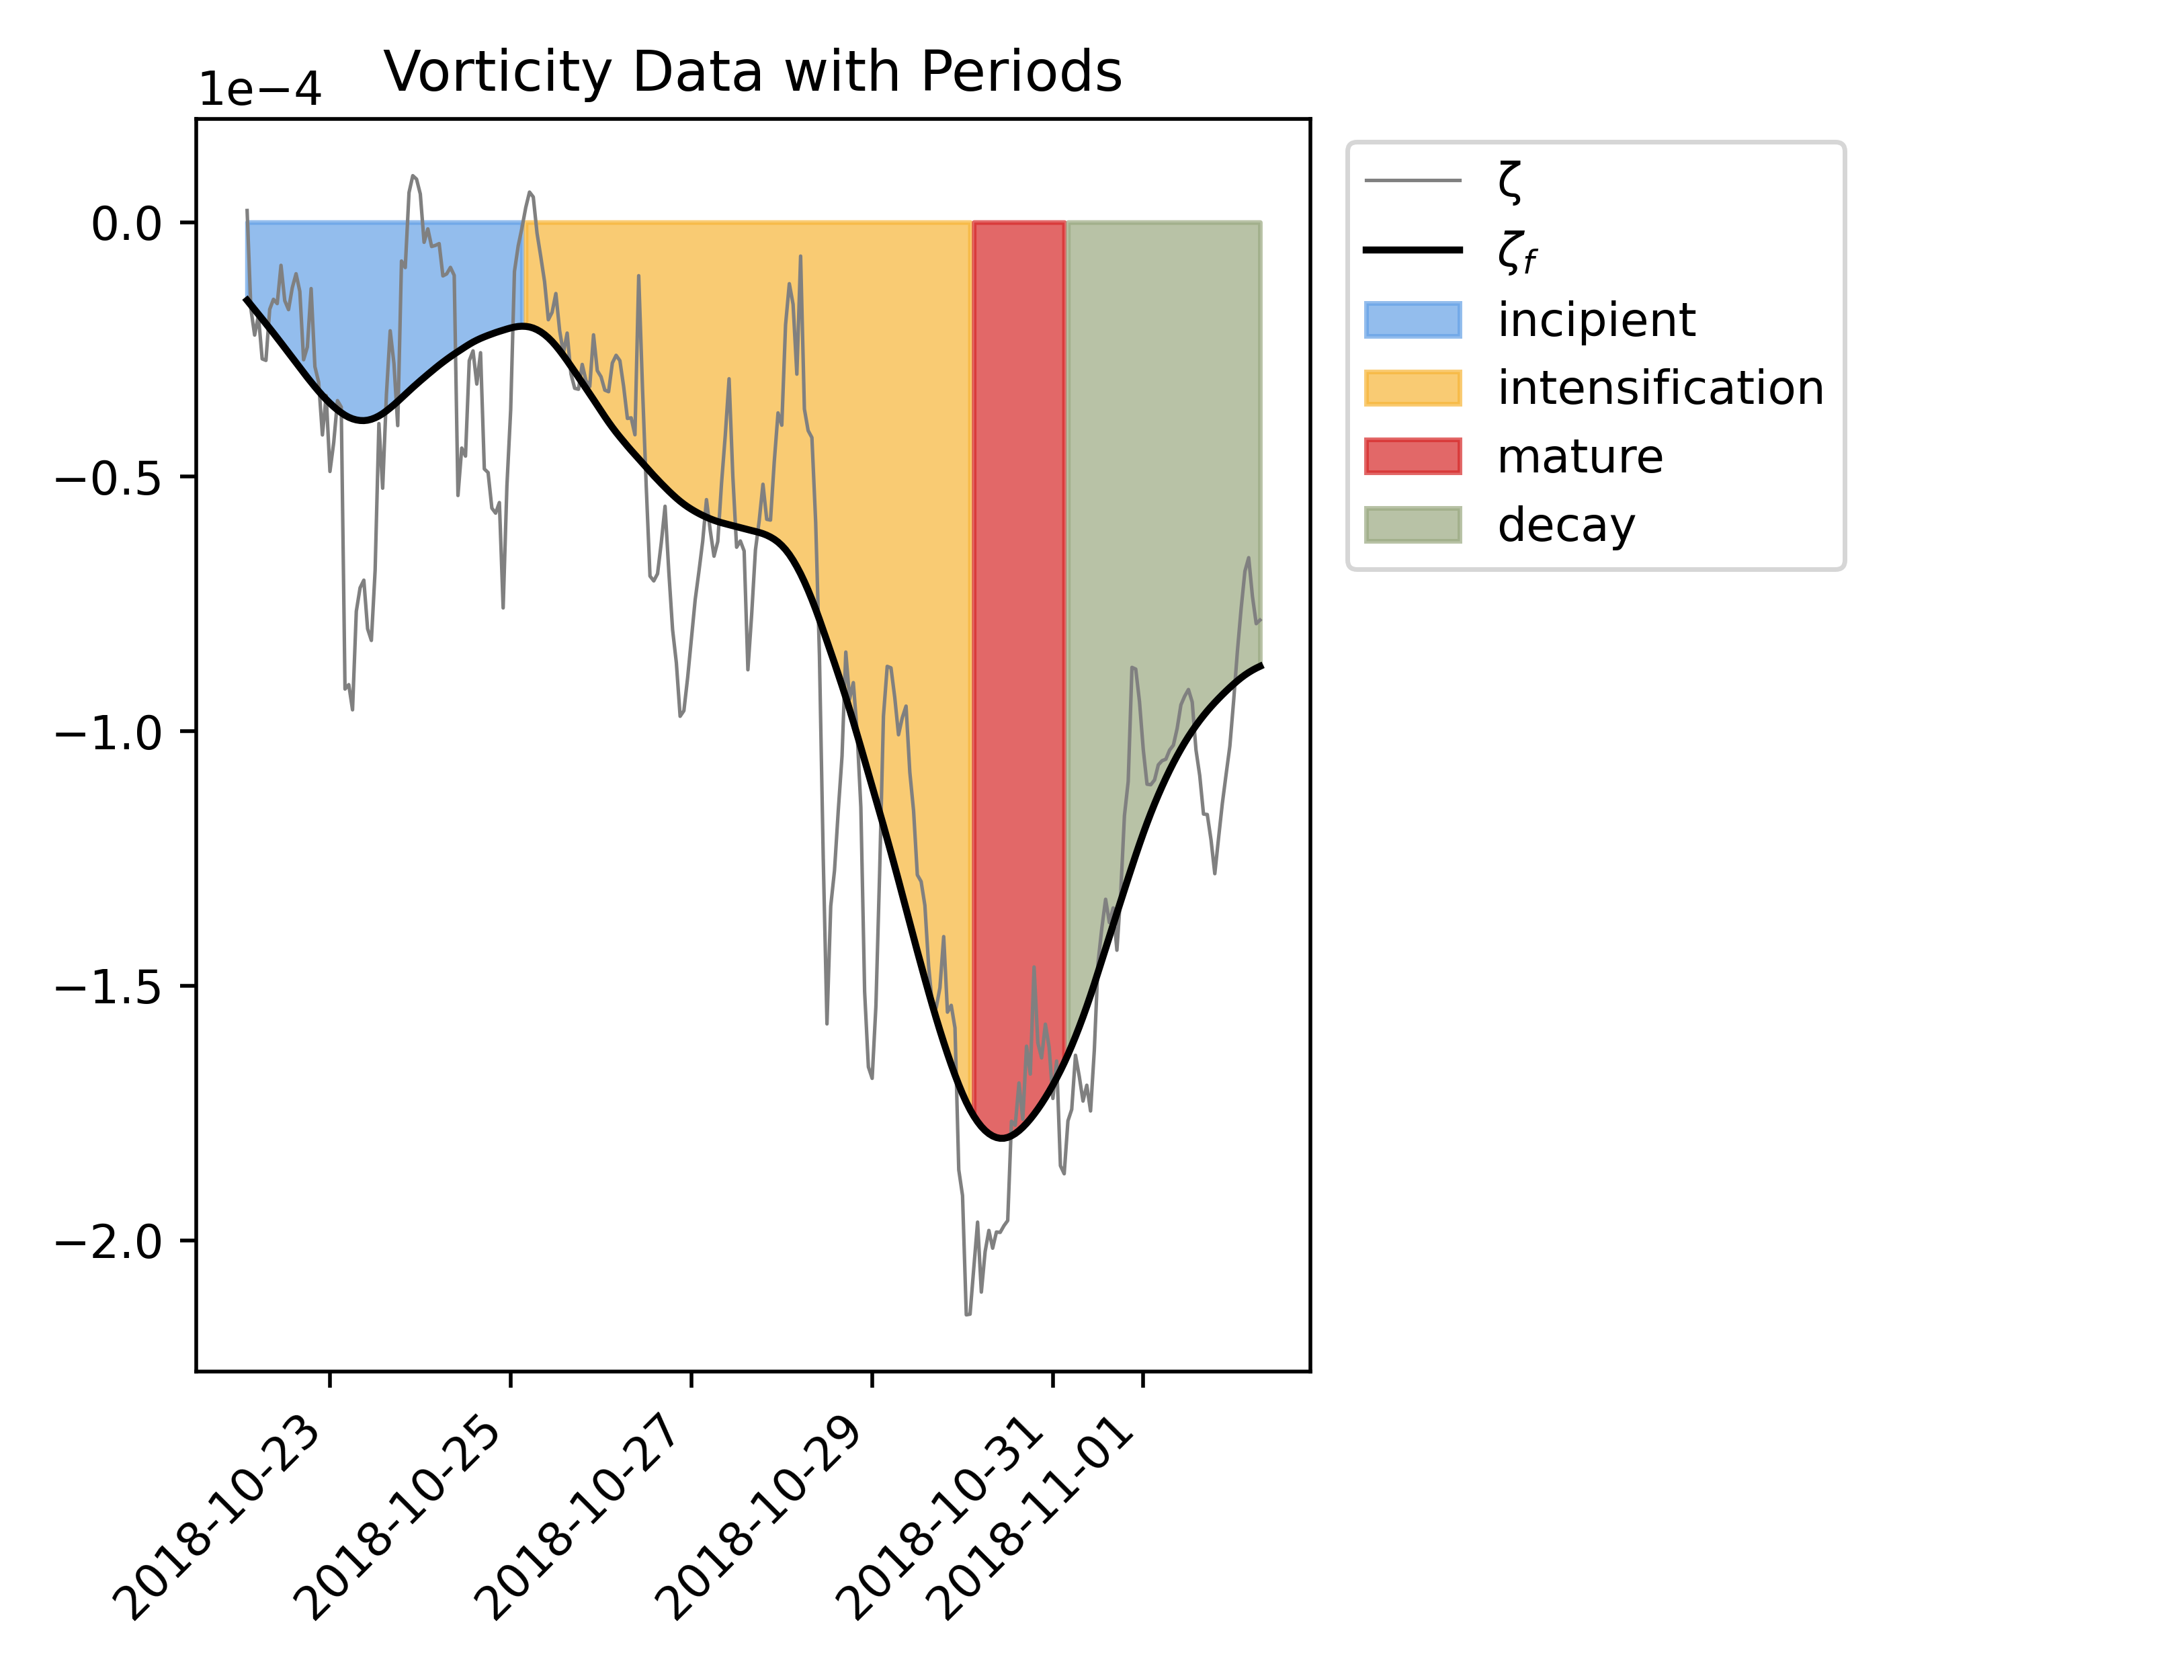 Vorticity Data with Periods
1e−4
0.0
−0.5
−1.0
−1.5
−2.0
2018-10-23
2018-10-25
2018-10-27
2018-10-29
2018-10-31
2018-11-01
ζ
ζf
incipient
intensification
mature
decay